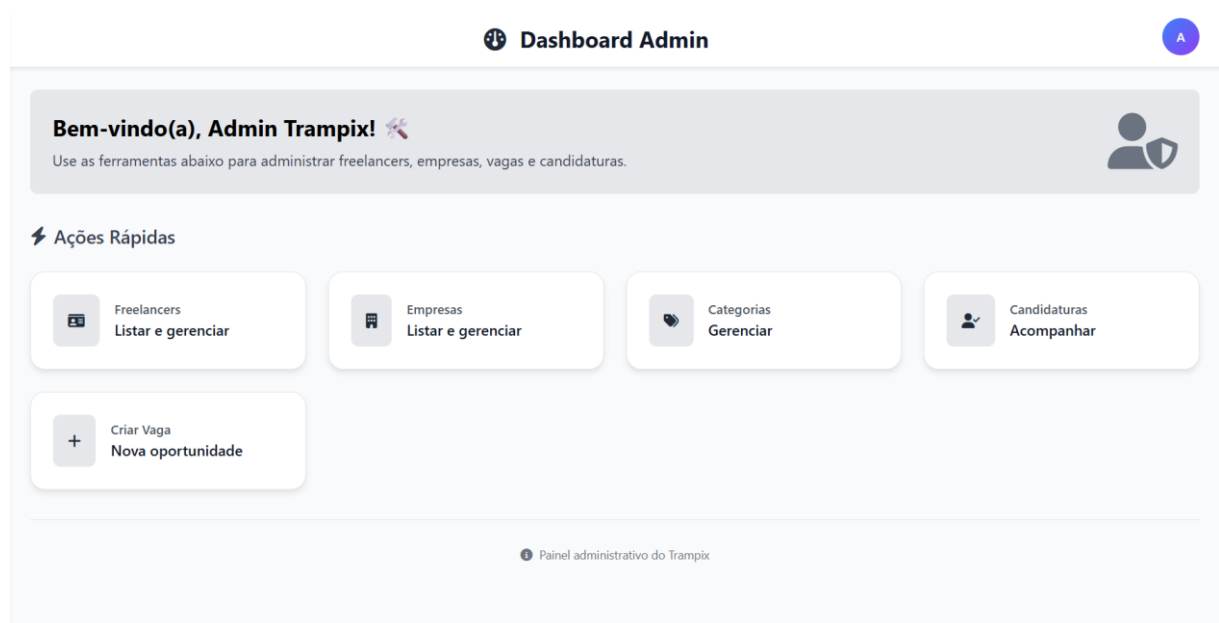 Dashboard Admin
A
Bem-vindo(a), Admin Trampix! 🛠️
Use as ferramentas abaixo para administrar freelancers, empresas, vagas e candidaturas.
Ações Rápidas
Freelancers
Listar e gerenciar
Empresas
Listar e gerenciar
Categorias
Gerenciar
Candidaturas
Acompanhar
Criar Vaga
Nova oportunidade
Painel administrativo do Trampix